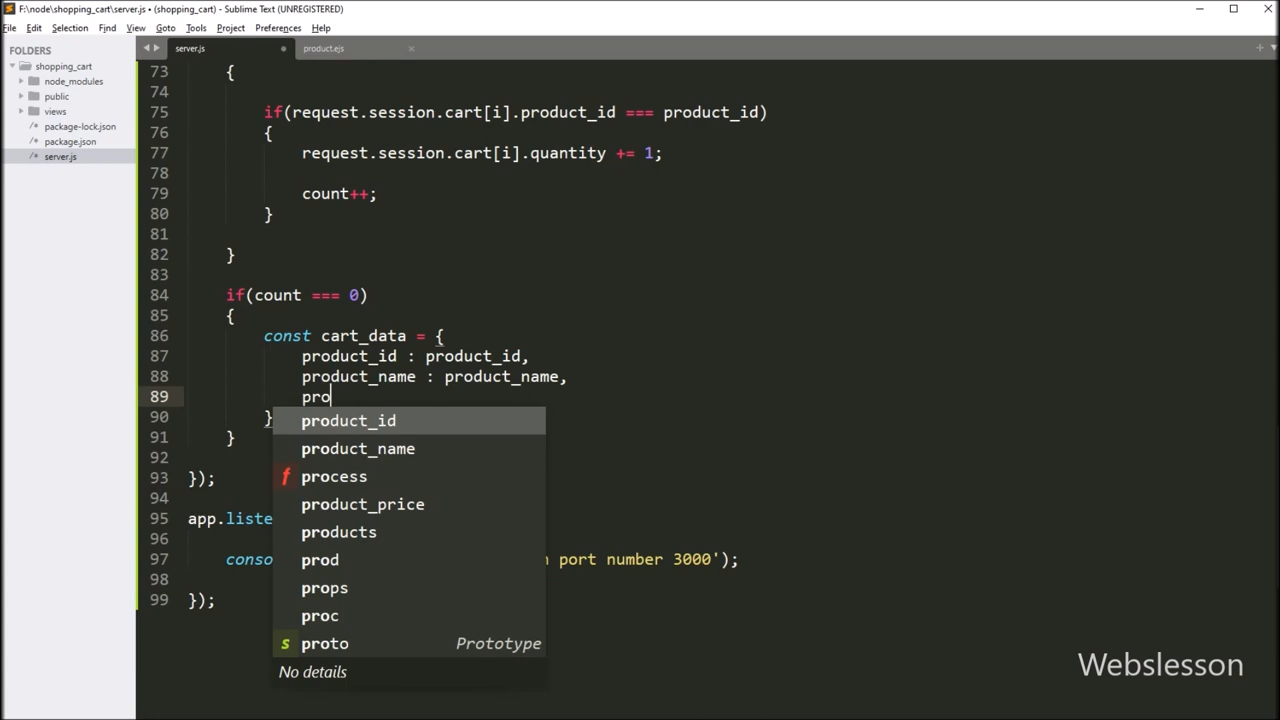 F:\node\shopping_cart\server.js • (shopping_cart) - Sublime Text (UNREGISTERED)
File Edit Selection Find View Goto Tools Project Preferences Help
FOLDERS
shopping_cart
node_modules
public
views
package-lock.json
package.json
server.js
server.js product.ejs
73 {
74
75 if(request.session.cart[i].product_id === product_id)
76 {
77 request.session.cart[i].quantity += 1;
78
79 count++;
80 }
81
82 }
83
84 if(count === 0)
85 {
86 const cart_data = {
87 product_id : product_id,
88 product_name : product_name,
89 pro
90 }
91 }
92
93 });
94
95 app.liste
96
97 conso n port number 3000');
98
99 });
product_id
product_name
f process
product_price
products
prod
props
proc
s proto Prototype
No details
Webslesson